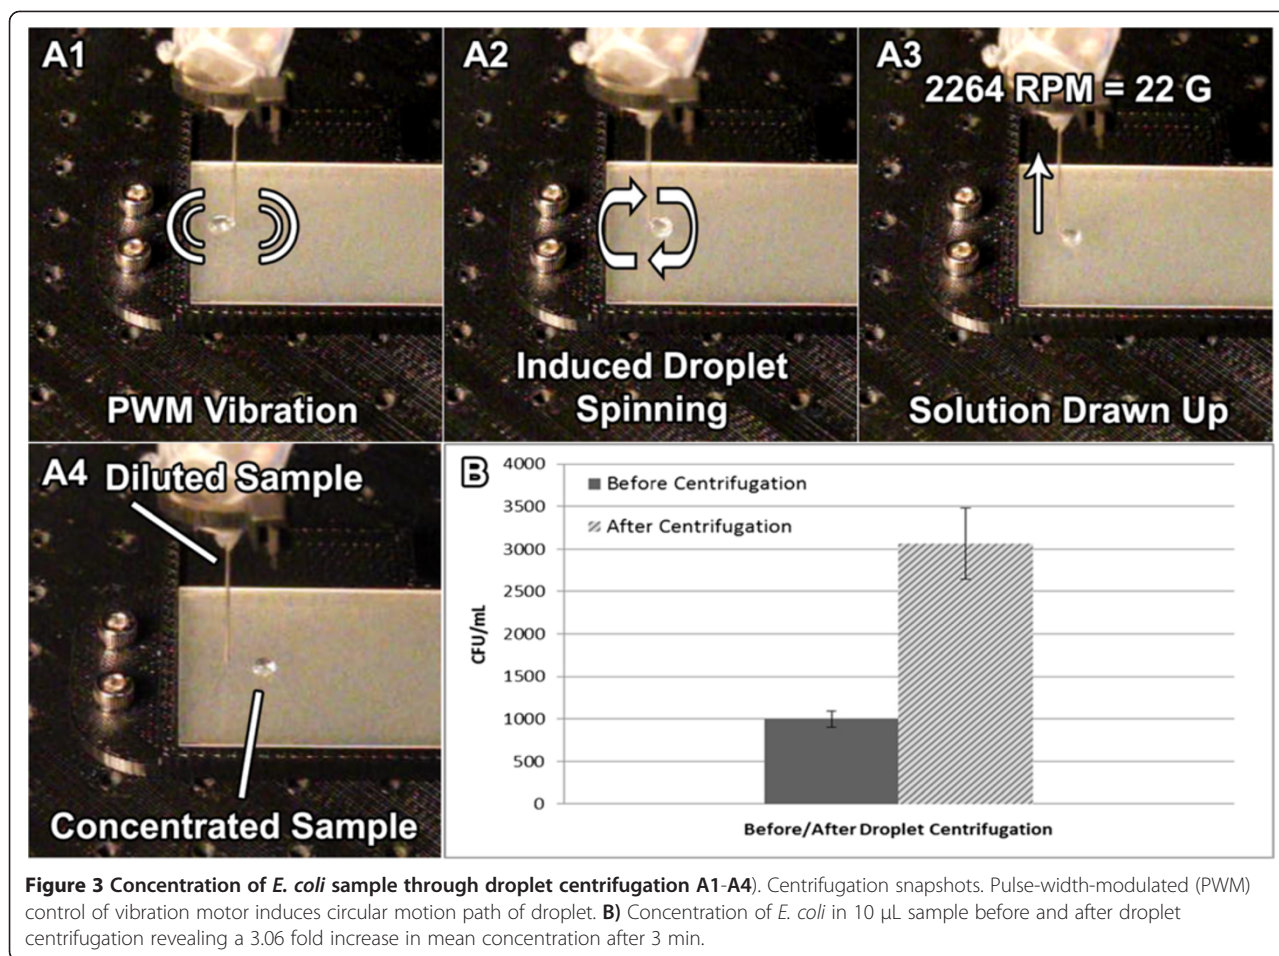 A1
PWM Vibration
A2
Induced Droplet
Spinning
A3
2264 RPM = 22 G
Solution Drawn Up
A4 Diluted Sample
Concentrated Sample
B
4000
3500
3000
2500
2000
1500
1000
500
0
CFU/mL
Before Centrifugation
After Centrifugation
Before/After Droplet Centrifugation
Figure 3 Concentration of E. coli sample through droplet centrifugation A1-A4). Centrifugation snapshots. Pulse-width-modulated (PWM)
control of vibration motor induces circular motion path of droplet. B) Concentration of E. coli in 10 μL sample before and after droplet
centrifugation revealing a 3.06 fold increase in mean concentration after 3 min.